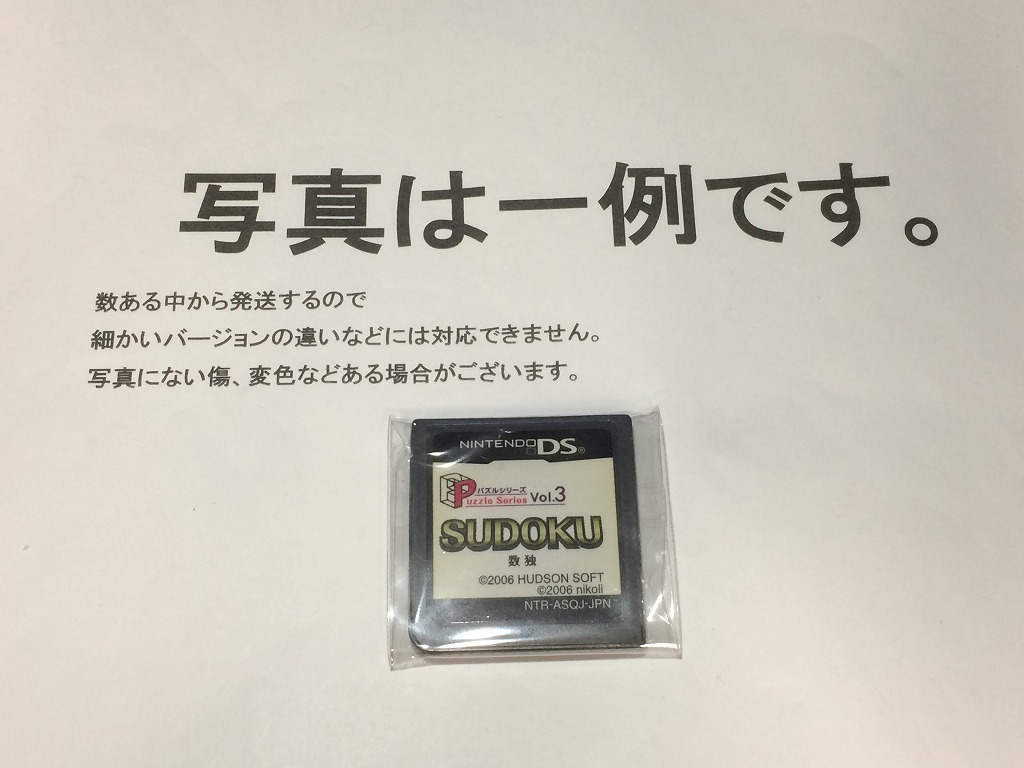 写真は一例です。
数ある中から発送するので
細かいバージョンの違いなどには対応できません。
写真にない傷、変色などある場合がございます。
NINTENDO DS®
パズルシリーズ
Puzzle Series Vol.3
SUDOKU
数独
©2006 HUDSON SOFT
©2006 nikoli
NTR-ASQJ-JPN